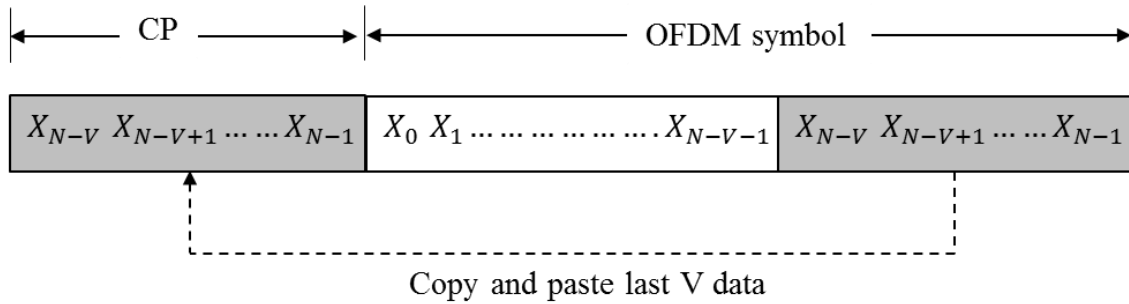 CP OFDM symbol
X_{N-V} X_{N-V+1} … … X_{N-1} X_0 X_1 … … … … … … . X_{N-V-1} X_{N-V} X_{N-V+1} … … X_{N-1}
Copy and paste last V data